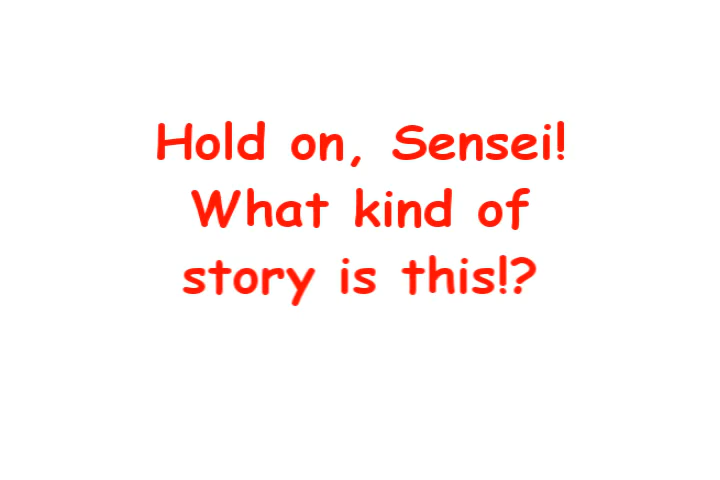 Hold on, Sensei!
What kind of
story is this!?